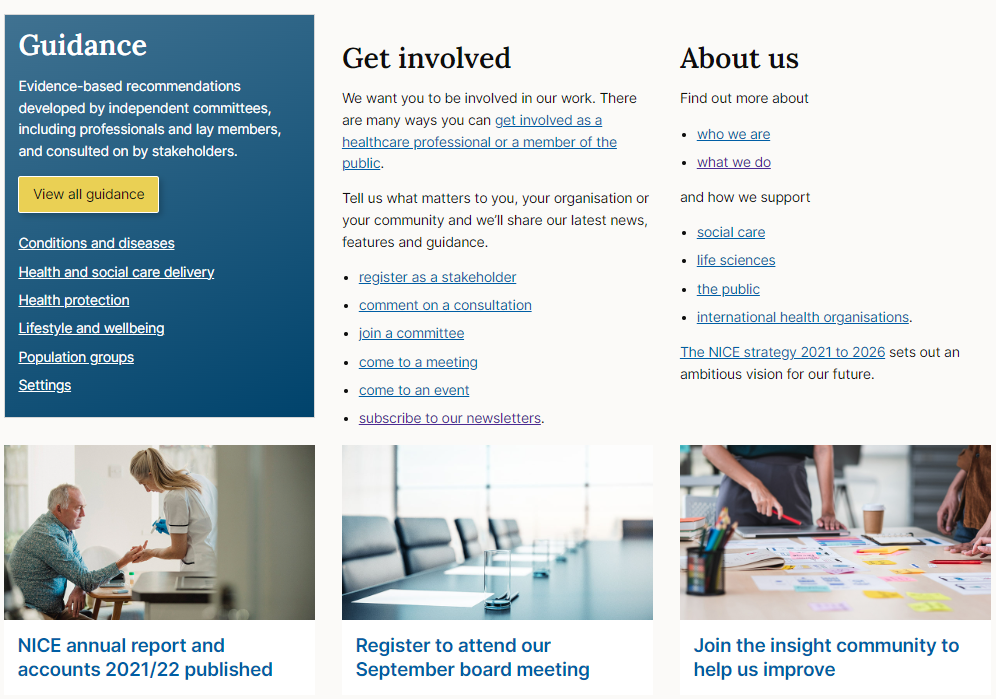 Guidance
Evidence-based recommendations
developed by independent committees,
including professionals and lay members,
and consulted on by stakeholders.
View all guidance
Conditions and diseases
Health and social care delivery
Health protection
Lifestyle and wellbeing
Population groups
Settings
Get involved
We want you to be involved in our work. There
are many ways you can get involved as a
healthcare professional or a member of the
public.
Tell us what matters to you, your organisation or
your community and we'll share our latest news,
features and guidance.
register as a stakeholder
comment on a consultation
join a committee
come to a meeting
come to an event
subscribe to our newsletters.
About us
Find out more about
who we are
what we do
and how we support
social care
life sciences
the public
international health organisations.
The NICE strategy 2021 to 2026 sets out an
ambitious vision for our future.
NICE annual report and
accounts 2021/22 published
Register to attend our
September board meeting
Join the insight community to
help us improve